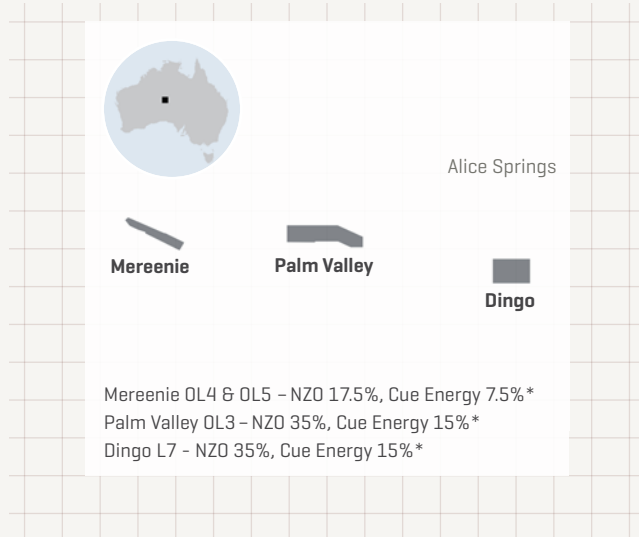 Alice Springs
Mereenie
Palm Valley
Dingo
Mereenie OL4 & OL5 – NZO 17.5%, Cue Energy 7.5%*
Palm Valley OL3 – NZO 35%, Cue Energy 15%*
Dingo L7 - NZO 35%, Cue Energy 15%*